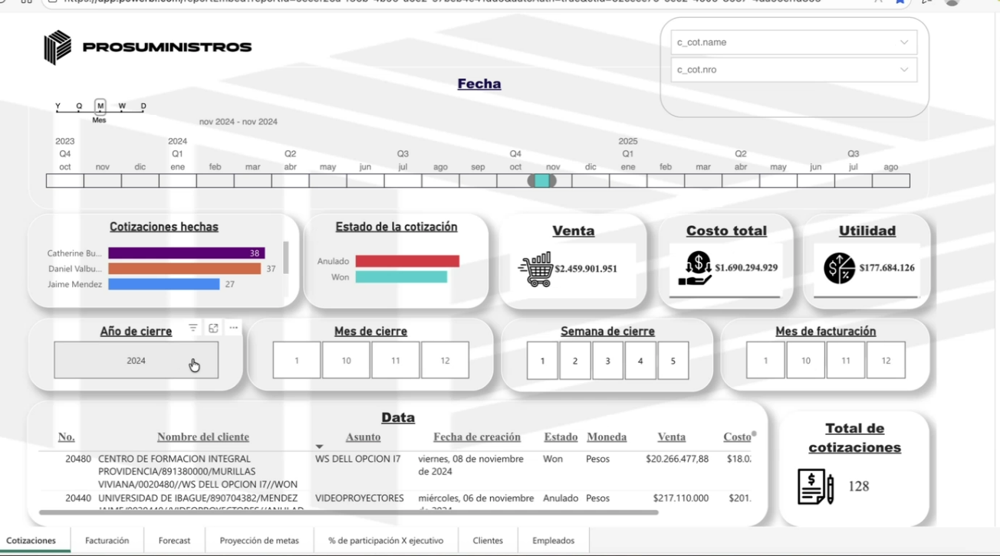 PROSUMINISTROS
c_cot.name
c_cot.nro
Fecha
Y Q M W D
Mes
nov 2024 - nov 2024
2023 2024 2025
Q4 Q1 Q2 Q3 Q4 Q1 Q2 Q3
oct nov dic ene feb mar abr may jun jul ago sep oct nov dic ene feb mar abr may jun jul ago
Cotizaciones hechas
Catherine Bu... 38
Daniel Valbu... 37
Jaime Mendez 27
Estado de la cotización
Anulado
Won
Venta
$2.459.901.951
Costo total
$1.690.294.929
Utilidad
$177.684.126
Año de cierre
2024
Mes de cierre
1 10 11 12
Semana de cierre
1 2 3 4 5
Mes de facturación
1 10 11 12
Data
No. Nombre del cliente Asunto Fecha de creación Estado Moneda Venta Costo
20480 CENTRO DE FORMACION INTEGRAL WS DELL OPCION I7 viernes, 08 de noviembre Won Pesos $20.266.477,88 $18.0
PROVIDENCIA/891380000/MURILLAS de 2024
VIVIANA/0020480//WS DELL OPCION I7//WON
20440 UNIVERSIDAD DE IBAGUE/890704382/MENDEZ VIDEOPROYECTORES miércoles, 06 de noviembre Anulado Pesos $217.110.000 $201.
Total de
cotizaciones
128
Cotizaciones Facturación Forecast Proyección de metas % de participación X ejecutivo Clientes Empleados